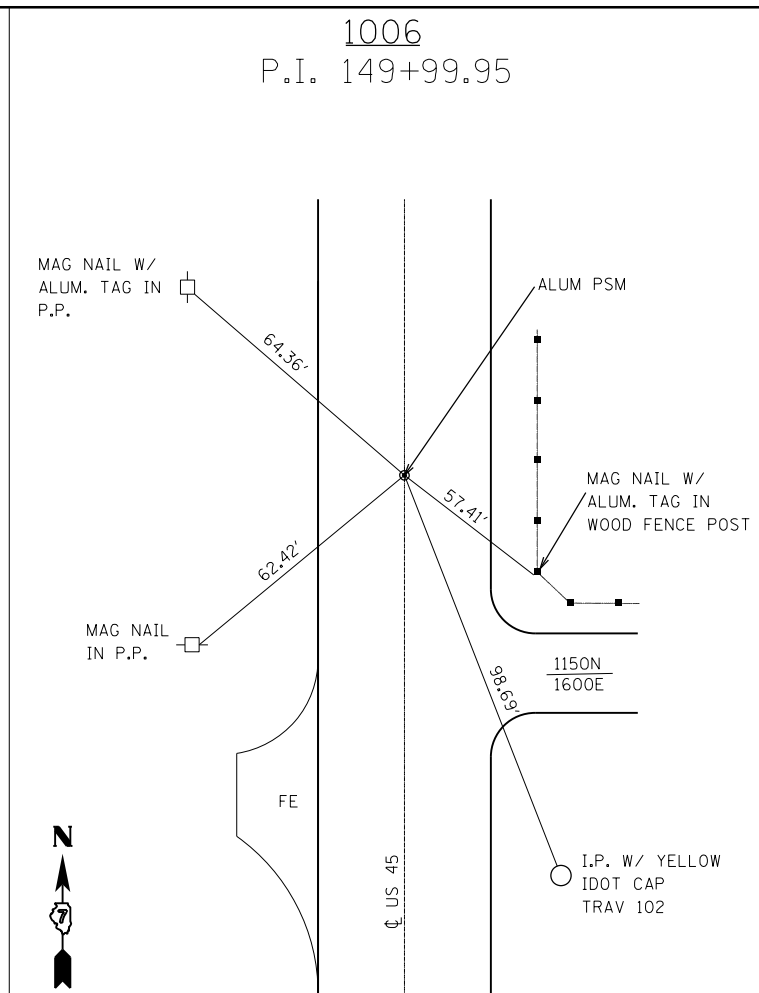 1006
P.I. 149+99.95
MAG NAIL W/
ALUM. TAG IN
P.P.
64.36'
ALUM PSM
57.41'
MAG NAIL W/
ALUM. TAG IN
WOOD FENCE POST
62.42'
MAG NAIL
IN P.P.
98.69'
1150N
1600E
FE
℄ US 45
I.P. W/ YELLOW
IDOT CAP
TRAV 102
N
7